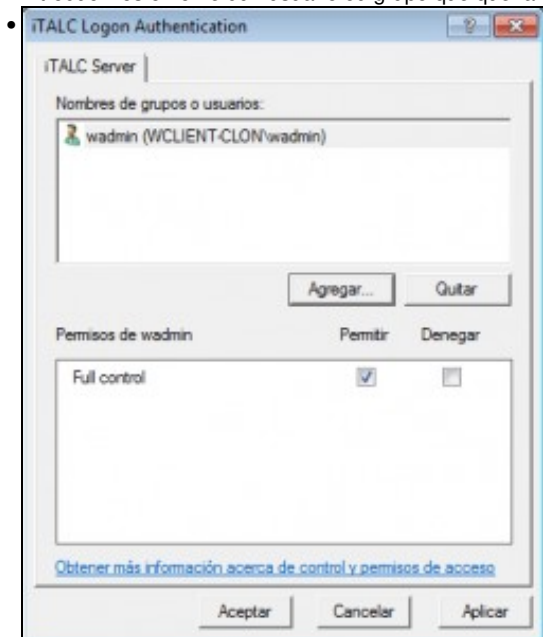 iTALC Logon Authentication
iTALC Server
Nombres de grupos o usuarios:
wadmin (WCLIENT-CLON\wadmin)
Agregar... Quitar
Permisos de wadmin Permitir Denegar
Full control
Obtener más información acerca de control y permisos de acceso
Aceptar Cancelar Aplicar